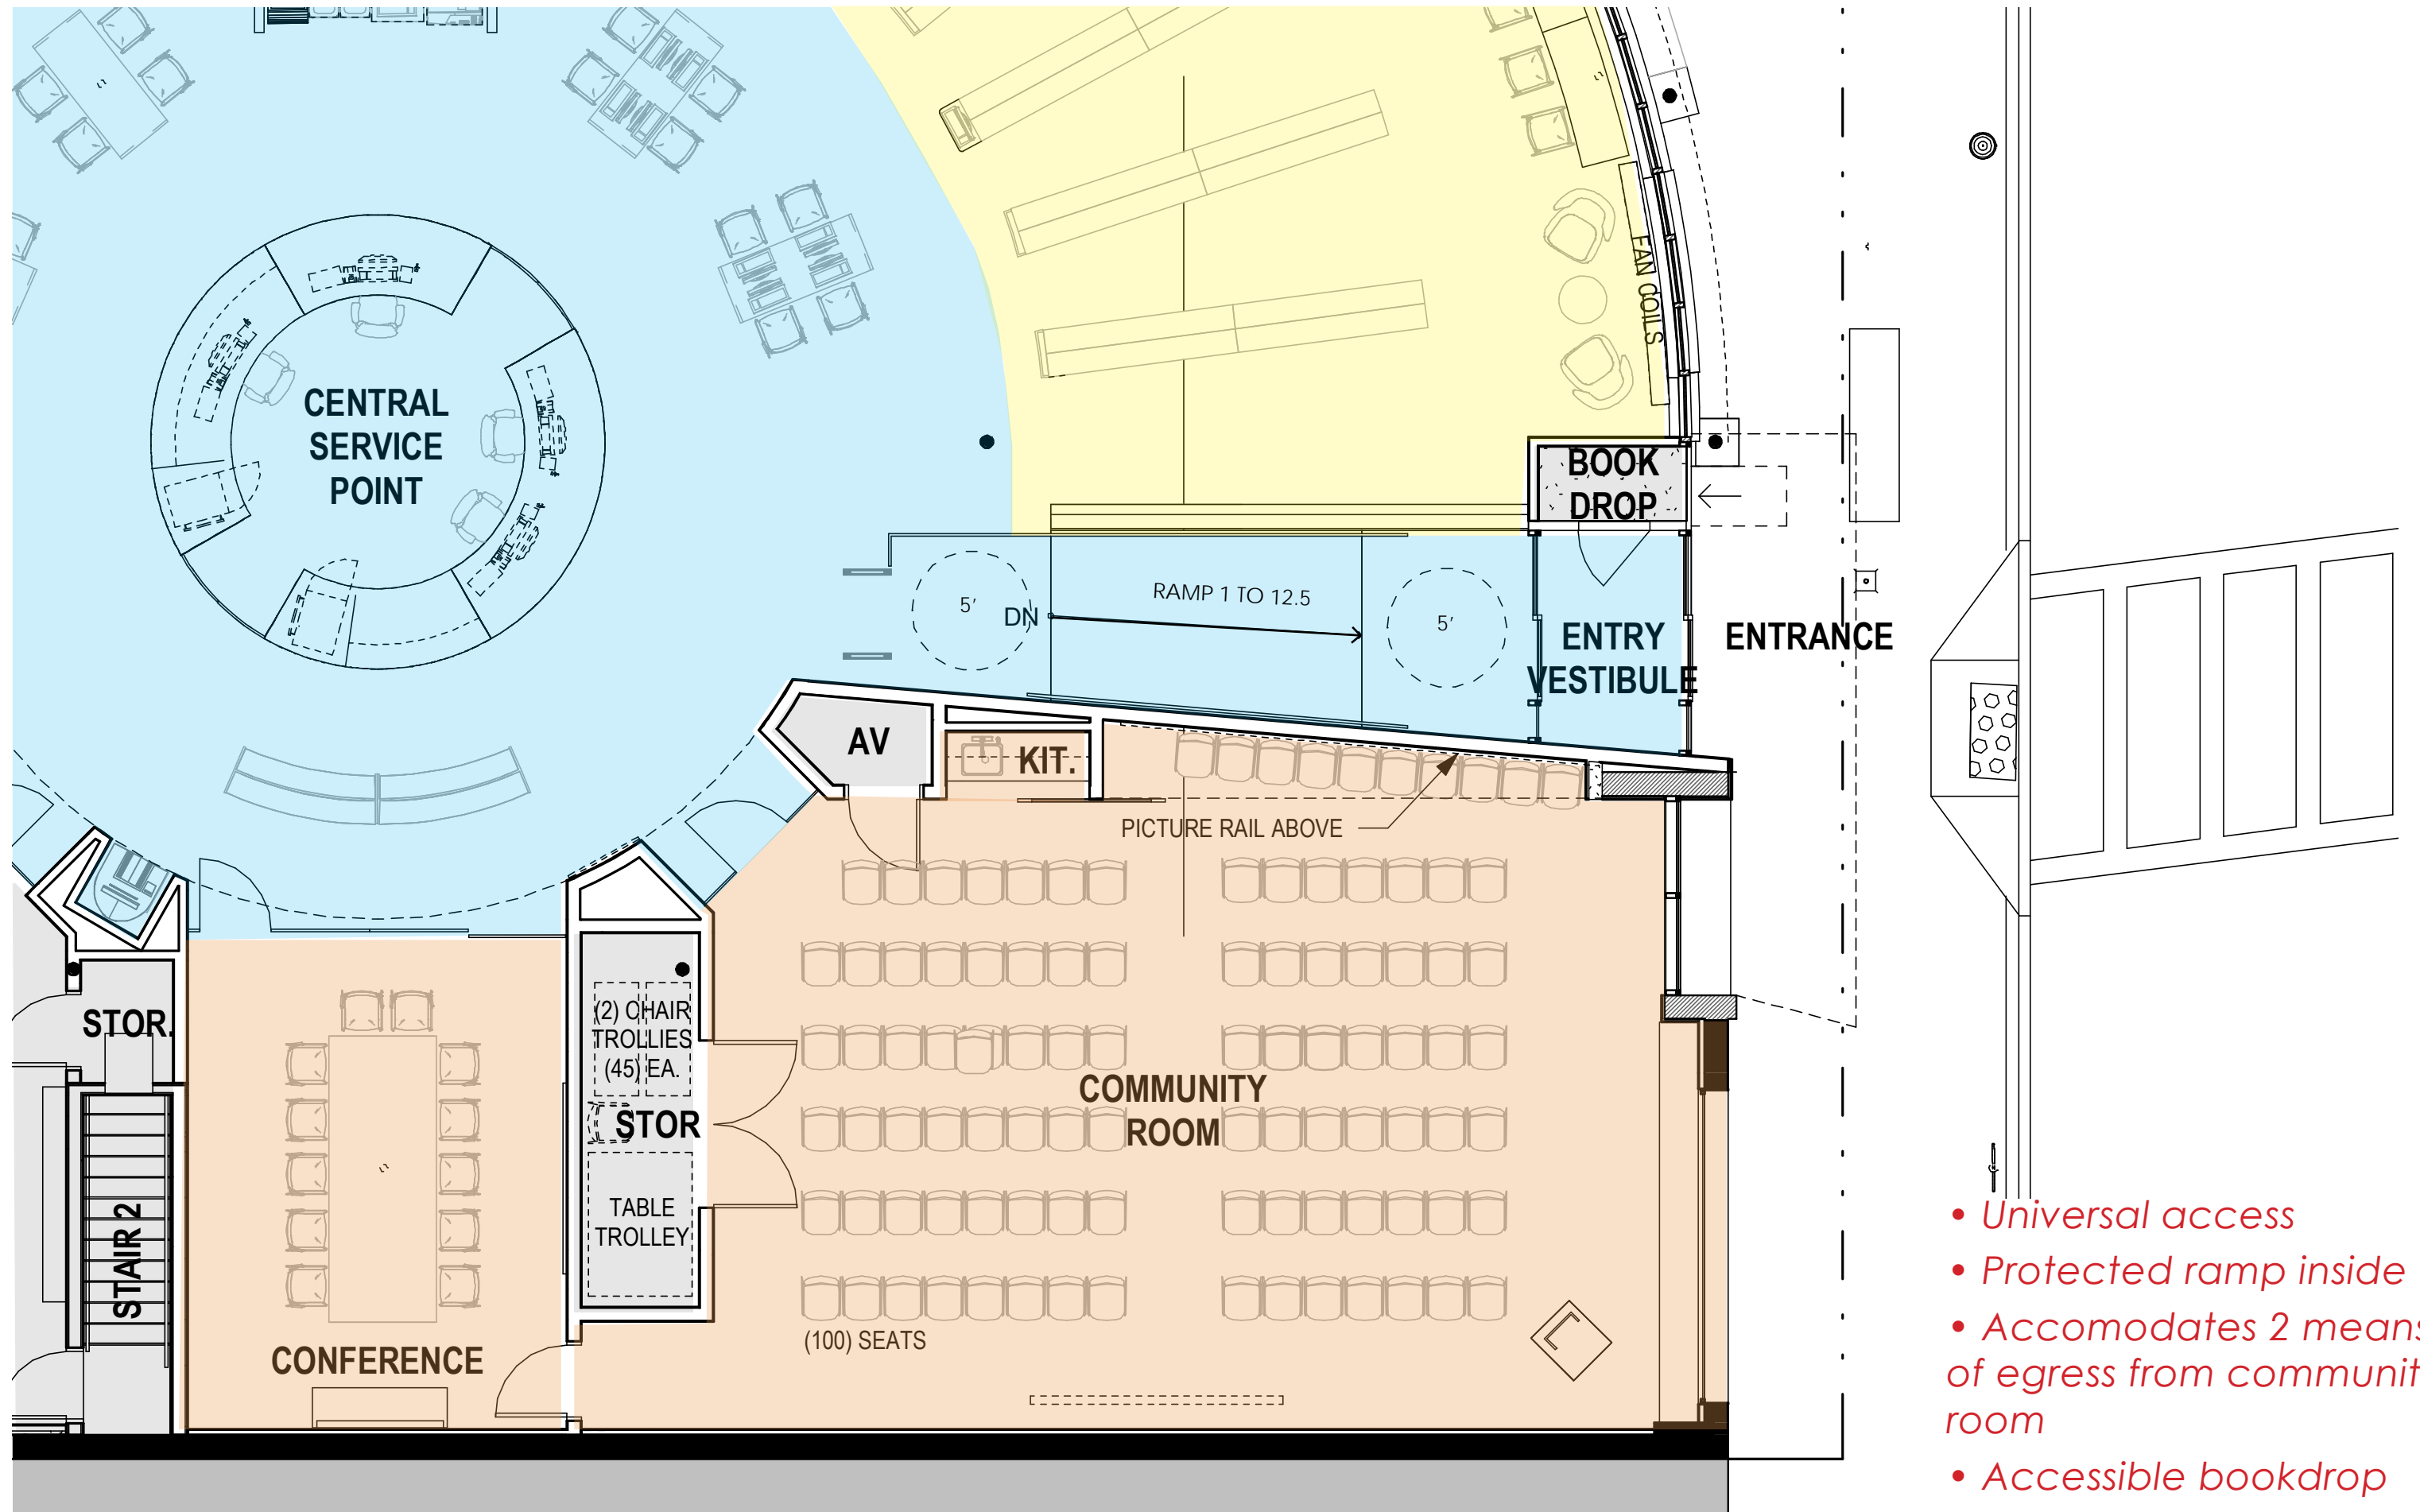 CENTRAL
SERVICE
POINT
FAN COILS
BOOK
DROP
5'
DN
RAMP 1 TO 12.5
5'
ENTRY
VESTIBULE
ENTRANCE
AV
KIT.
PICTURE RAIL ABOVE
STOR.
(2) CHAIR
TROLLIES
(45) EA.
STOR
TABLE
TROLLEY
COMMUNITY
ROOM
STAIR 2
CONFERENCE
(100) SEATS
• Universal access
• Protected ramp inside
• Accomodates 2 means
of egress from communit
room
• Accessible bookdrop